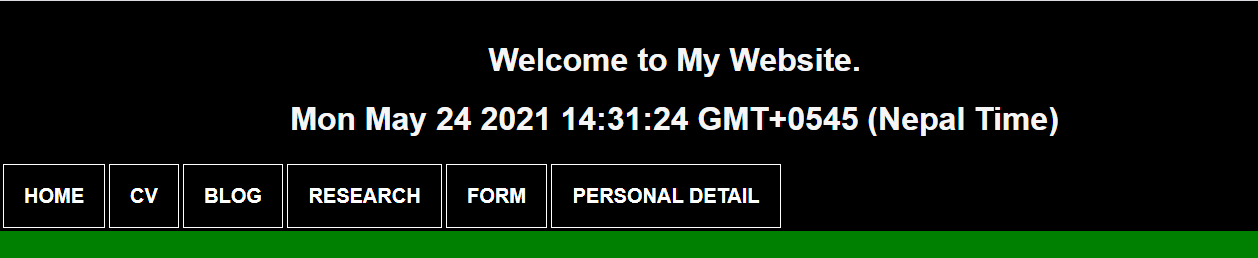 Welcome to My Website.
Mon May 24 2021 14:31:24 GMT+0545 (Nepal Time)
HOME CV BLOG RESEARCH FORM PERSONAL DETAIL